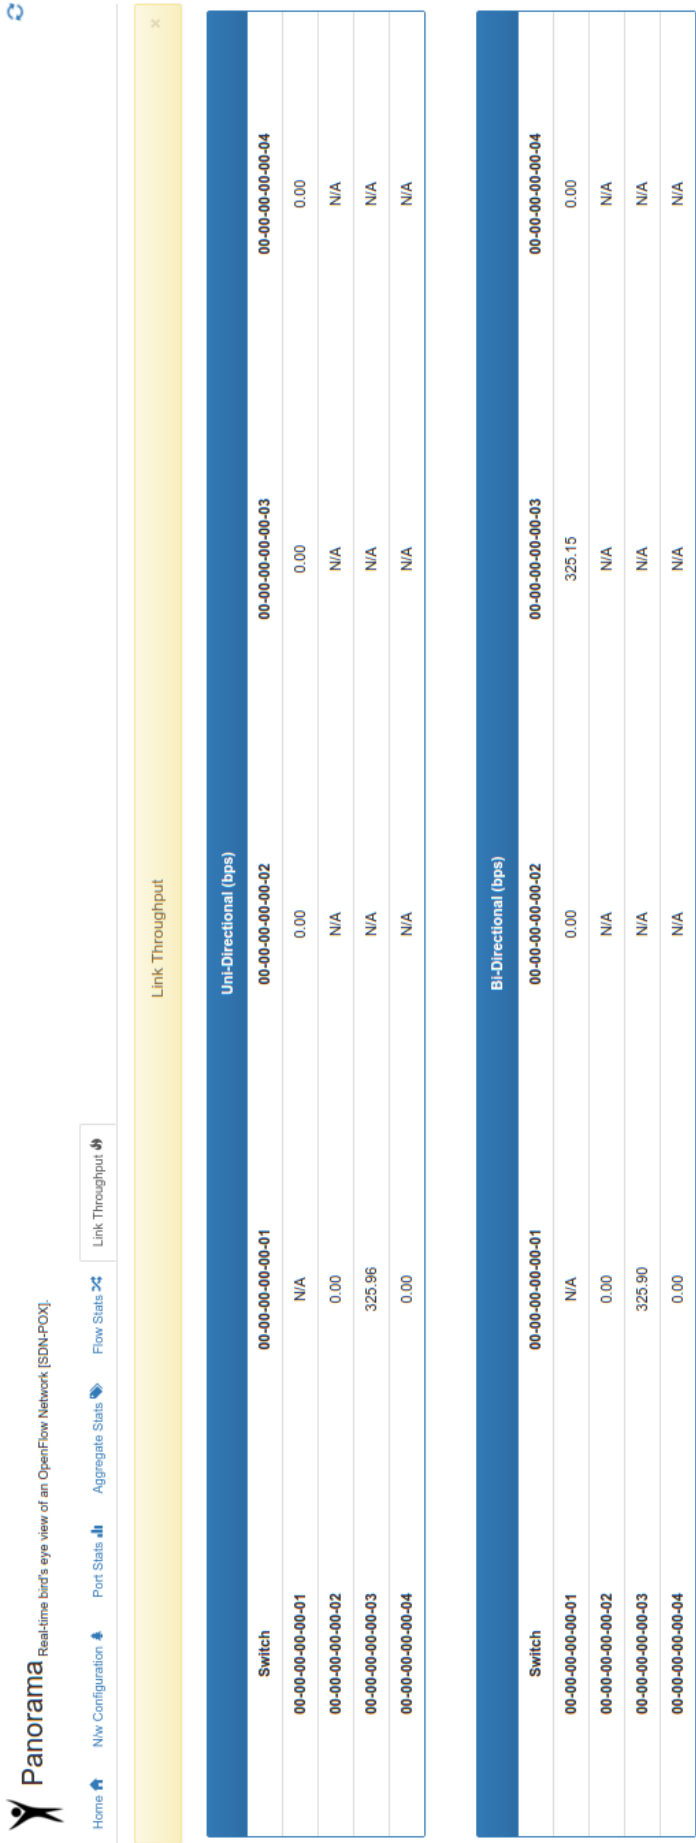 Panorama Real-time bird's eye view of an OpenFlow Network [SDN-POX].
Home N/w Configuration Port Stats Aggregate Stats Flow Stats Link Throughput
Link Throughput ×
Uni-Directional (bps)
Switch 00-00-00-00-00-01 00-00-00-00-00-02 00-00-00-00-00-03 00-00-00-00-00-04
00-00-00-00-00-01 N/A 0.00 0.00 0.00
00-00-00-00-00-02 0.00 N/A N/A N/A
00-00-00-00-00-03 325.96 N/A N/A N/A
00-00-00-00-00-04 0.00 N/A N/A N/A
Bi-Directional (bps)
Switch 00-00-00-00-00-01 00-00-00-00-00-02 00-00-00-00-00-03 00-00-00-00-00-04
00-00-00-00-00-01 N/A 0.00 325.15 0.00
00-00-00-00-00-02 0.00 N/A N/A N/A
00-00-00-00-00-03 325.90 N/A N/A N/A
00-00-00-00-00-04 0.00 N/A N/A N/A